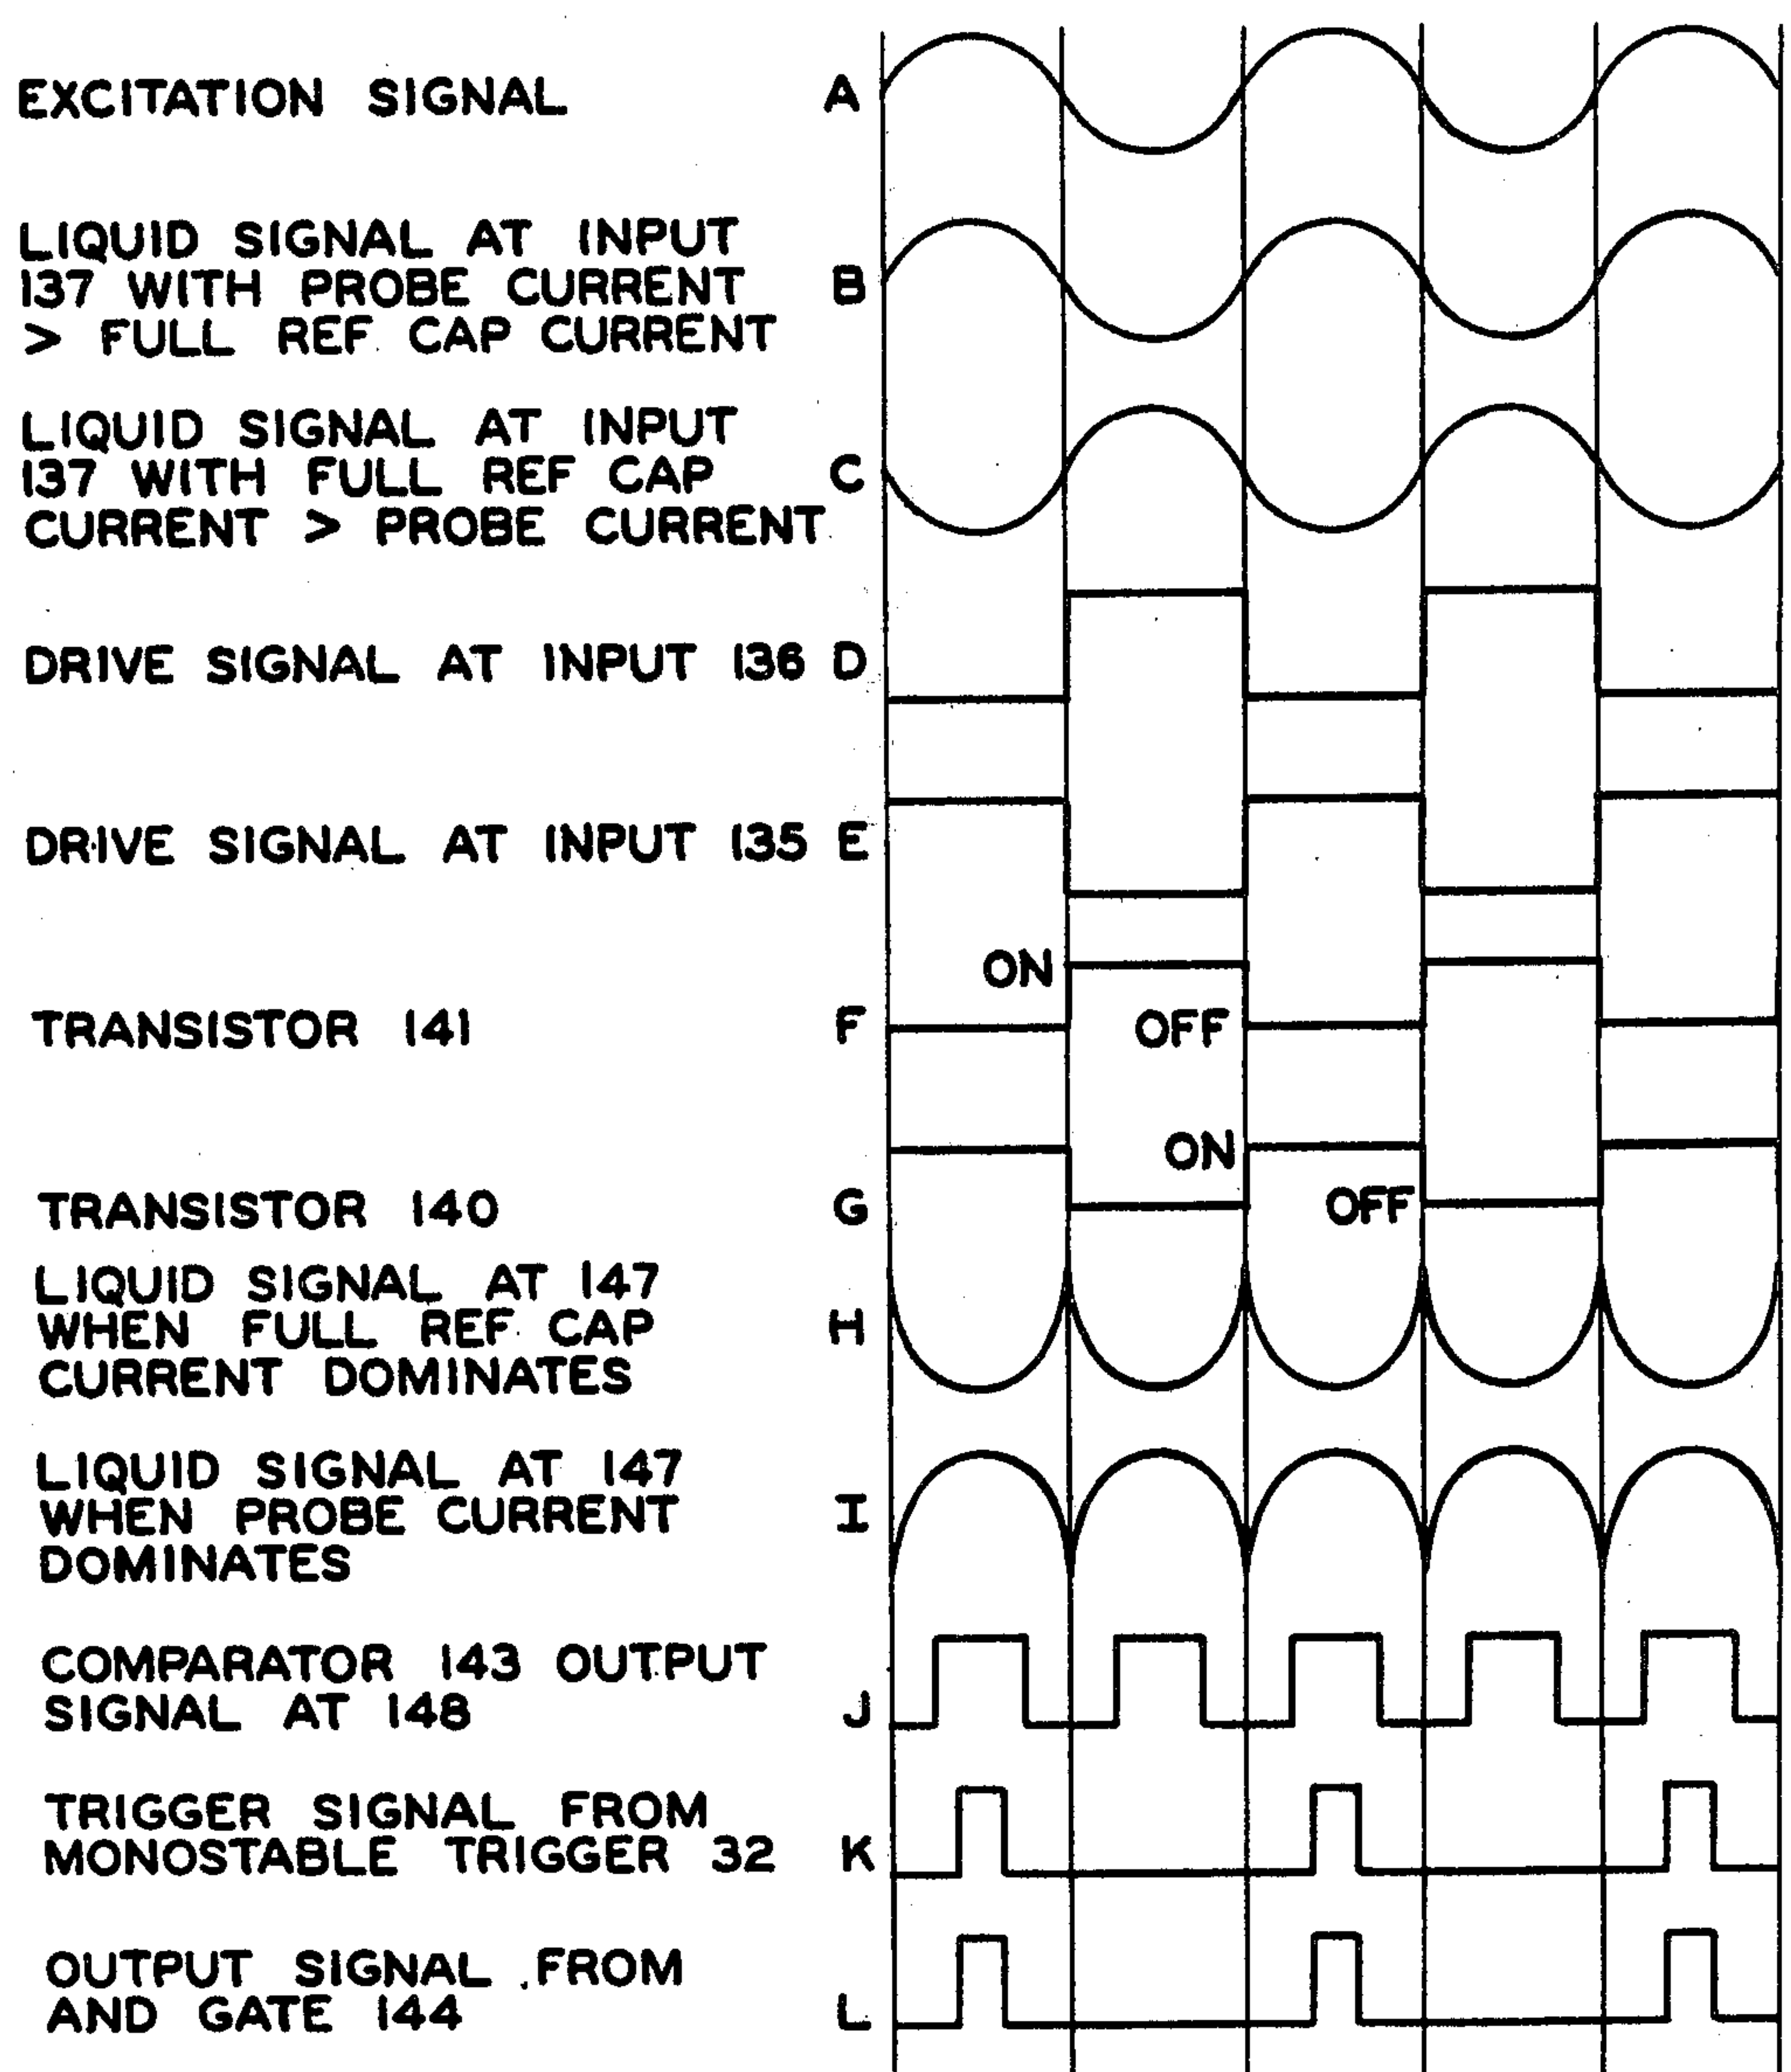 EXCITATION SIGNAL A
LIQUID SIGNAL AT INPUT
137 WITH PROBE CURRENT B
> FULL REF CAP CURRENT
LIQUID SIGNAL AT INPUT
137 WITH FULL REF CAP C
CURRENT > PROBE CURRENT
DRIVE SIGNAL AT INPUT 136 D
DRIVE SIGNAL AT INPUT 135 E
ON
TRANSISTOR 141 F OFF
ON
TRANSISTOR 140 G OFF
LIQUID SIGNAL AT 147
WHEN FULL REF CAP H
CURRENT DOMINATES
LIQUID SIGNAL AT 147
WHEN PROBE CURRENT I
DOMINATES
COMPARATOR 143 OUTPUT
SIGNAL AT 148 J
TRIGGER SIGNAL FROM
MONOSTABLE TRIGGER 32 K
OUTPUT SIGNAL FROM
AND GATE 144 L